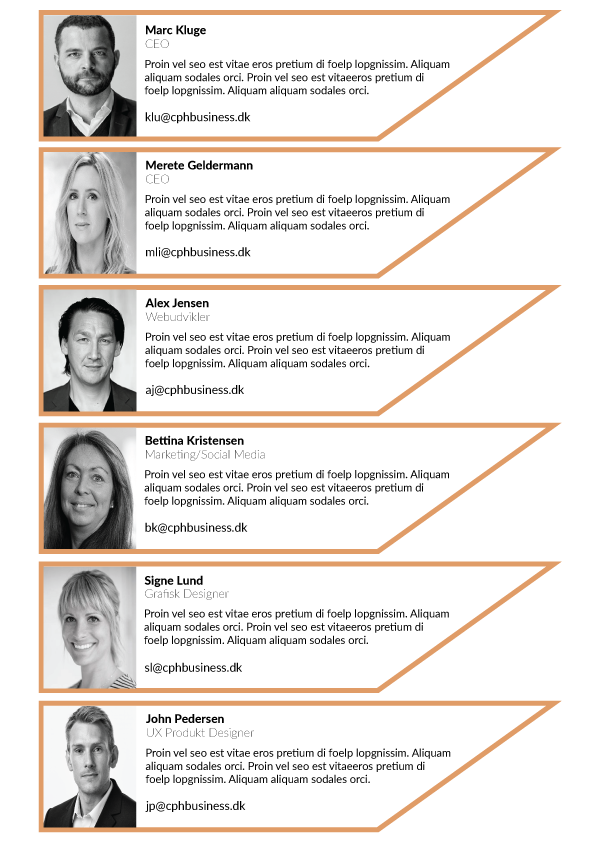 Marc Kluge
CEO
Proin vel seo est vitae eros pretium di foelp lopgnissim. Aliquam
aliquam sodales orci. Proin vel seo est vitaeeros pretium di
foelp lopgnissim. Aliquam aliquam sodales orci.
klu@cphbusiness.dk
Merete Geldermann
CEO
Proin vel seo est vitae eros pretium di foelp lopgnissim. Aliquam
aliquam sodales orci. Proin vel seo est vitaeeros pretium di
foelp lopgnissim. Aliquam aliquam sodales orci.
mli@cphbusiness.dk
Alex Jensen
Webudvikler
Proin vel seo est vitae eros pretium di foelp lopgnissim. Aliquam
aliquam sodales orci. Proin vel seo est vitaeeros pretium di
foelp lopgnissim. Aliquam aliquam sodales orci.
aj@cphbusiness.dk
Bettina Kristensen
Marketing/Social Media
Proin vel seo est vitae eros pretium di foelp lopgnissim. Aliquam
aliquam sodales orci. Proin vel seo est vitaeeros pretium di
foelp lopgnissim. Aliquam aliquam sodales orci.
bk@cphbusiness.dk
Signe Lund
Grafisk Designer
Proin vel seo est vitae eros pretium di foelp lopgnissim. Aliquam
aliquam sodales orci. Proin vel seo est vitaeeros pretium di
foelp lopgnissim. Aliquam aliquam sodales orci.
sl@cphbusiness.dk
John Pedersen
UX Produkt Designer
Proin vel seo est vitae eros pretium di foelp lopgnissim. Aliquam
aliquam sodales orci. Proin vel seo est vitaeeros pretium di
foelp lopgnissim. Aliquam aliquam sodales orci.
jp@cphbusiness.dk